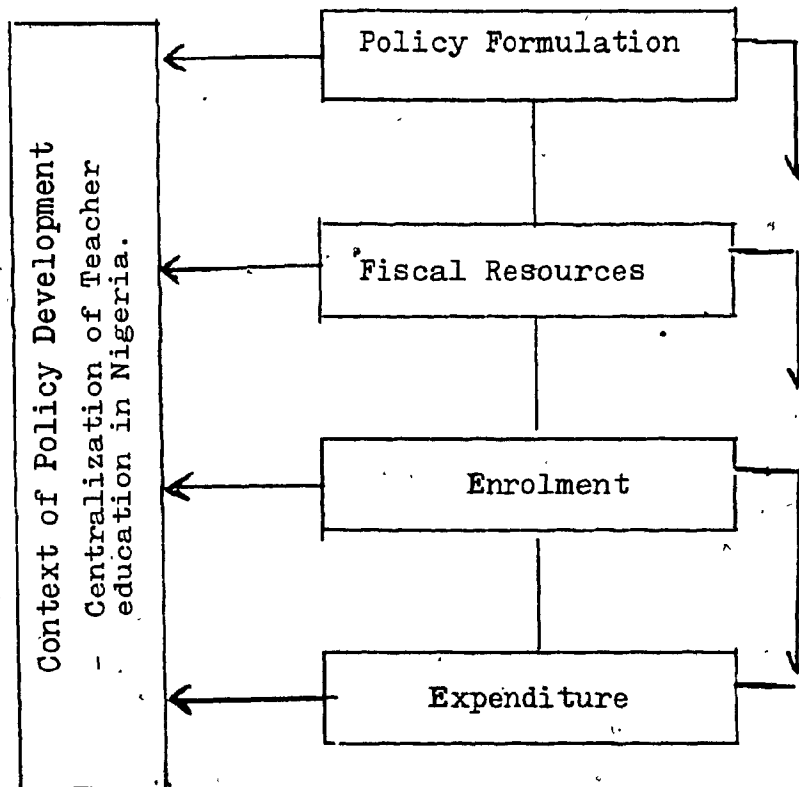 Context of Policy Development
- Centralization of Teacher
education in Nigeria.
Policy Formulation
Fiscal Resources
Enrolment
Expenditure